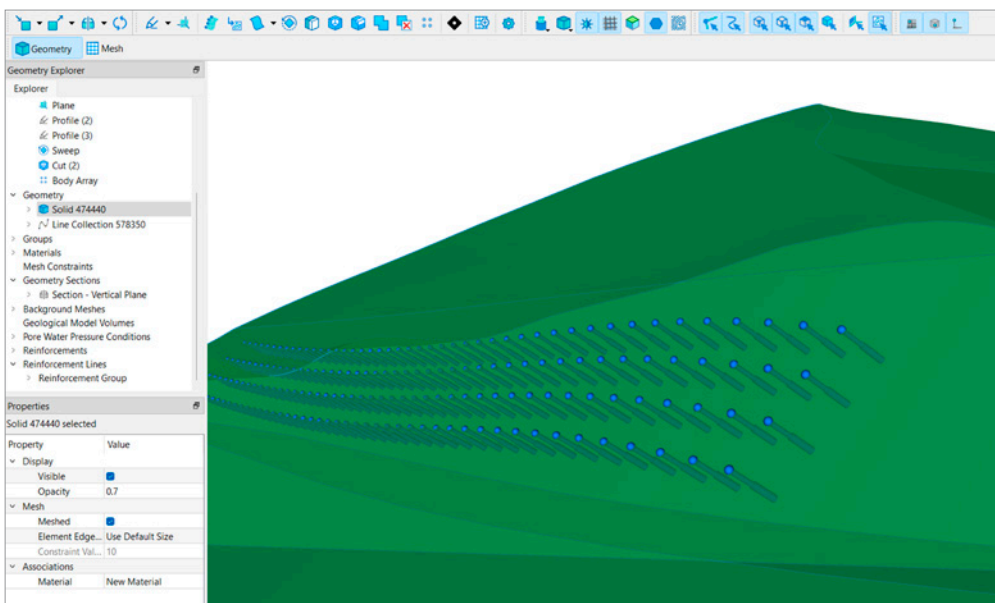 Geometry Mesh
Geometry Explorer
Explorer
Plane
Profile (2)
Profile (3)
Sweep
Cut (2)
Body Array
Geometry
Solid 474440
Line Collection 578350
Groups
Materials
Mesh Constraints
Geometry Sections
Section - Vertical Plane
Background Meshes
Geological Model Volumes
Pore Water Pressure Conditions
Reinforcements
Reinforcement Lines
Reinforcement Group
Properties
Solid 474440 selected
Property Value
Display
Visible
Opacity 0.7
Mesh
Meshed
Element Edge... Use Default Size
Constraint Val... 10
Associations
Material New Material